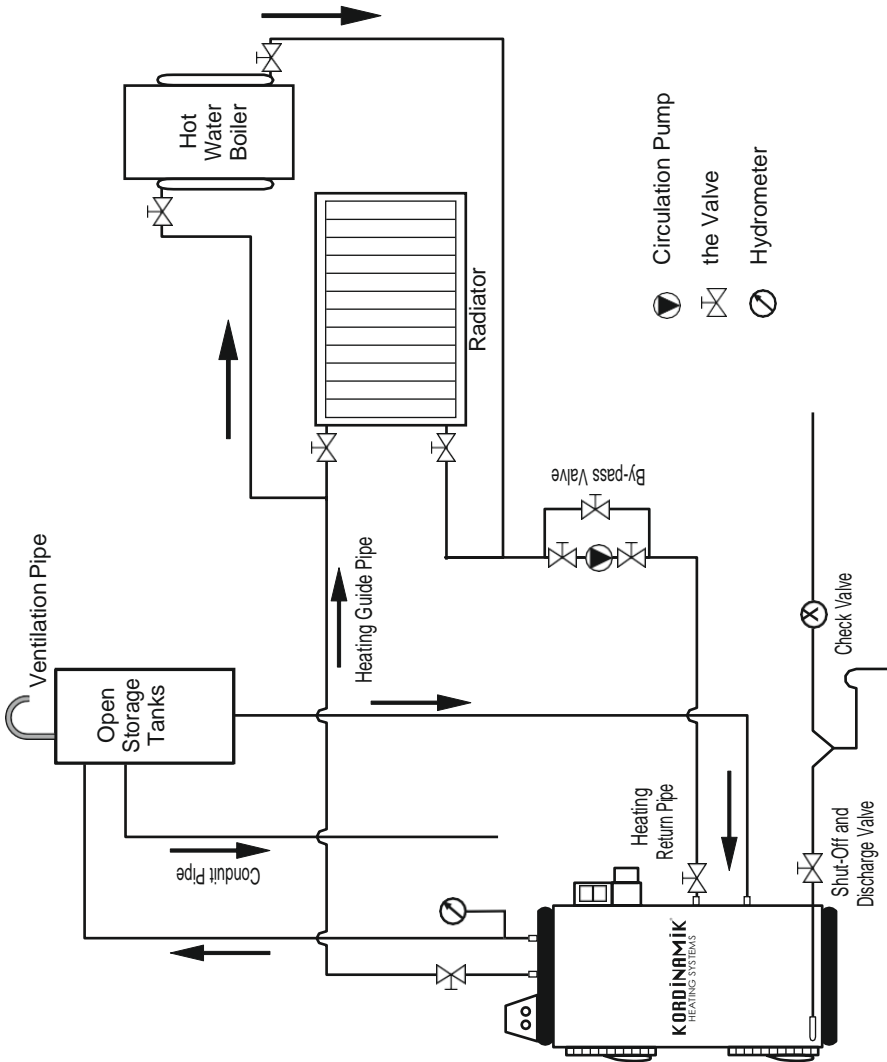 Hot
Water
Boiler
Ventilation Pipe
Open
Storage
Tanks
Radiator
Heating Guide Pipe
Conduit Pipe
By-pass Valve
Circulation Pump
the Valve
Hydrometer
Heating
Return Pipe
Check Valve
X
Shut-Off and
Discharge Valve
KORDİNAMİK
HEATING SYSTEMS